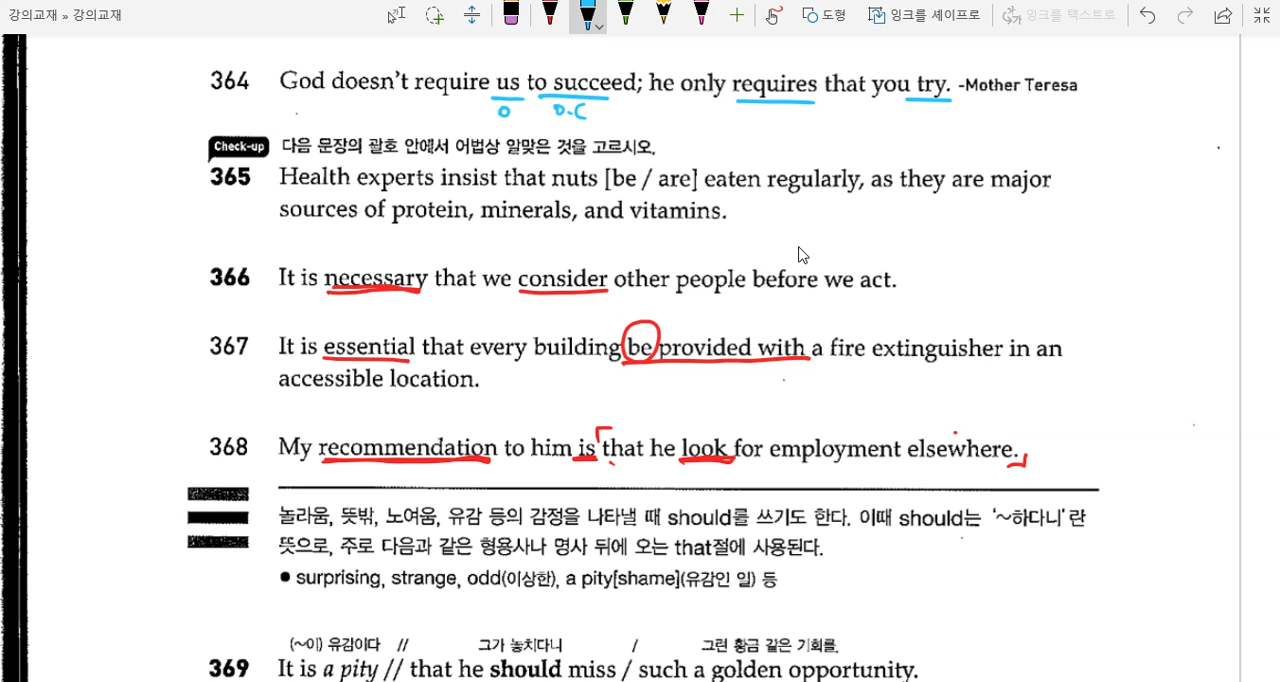 강의교재 » 강의교재
도형
잉크를 셰이프로
잉크를 텍스트로
364 God doesn't require us to succeed; he only requires that you try. -Mother Teresa
O O.C
Check-up 다음 문장의 괄호 안에서 어법상 알맞은 것을 고르시오.
365 Health experts insist that nuts [be / are] eaten regularly, as they are major
sources of protein, minerals, and vitamins.
366 It is necessary that we consider other people before we act.
367 It is essential that every building be provided with a fire extinguisher in an
accessible location.
368 My recommendation to him is that he look for employment elsewhere.
놀라움, 뜻밖, 노여움, 유감 등의 감정을 나타낼 때 should를 쓰기도 한다. 이때 should는 '~하다니'란
뜻으로, 주로 다음과 같은 형용사나 명사 뒤에 오는 that절에 사용된다.
● surprising, strange, odd(이상한), a pity[shame](유감인 일) 등
(~이) 유감이다 // 그가 놓치다니 / 그런 황금 같은 기회를.
369 It is a pity // that he should miss / such a golden opportunity.